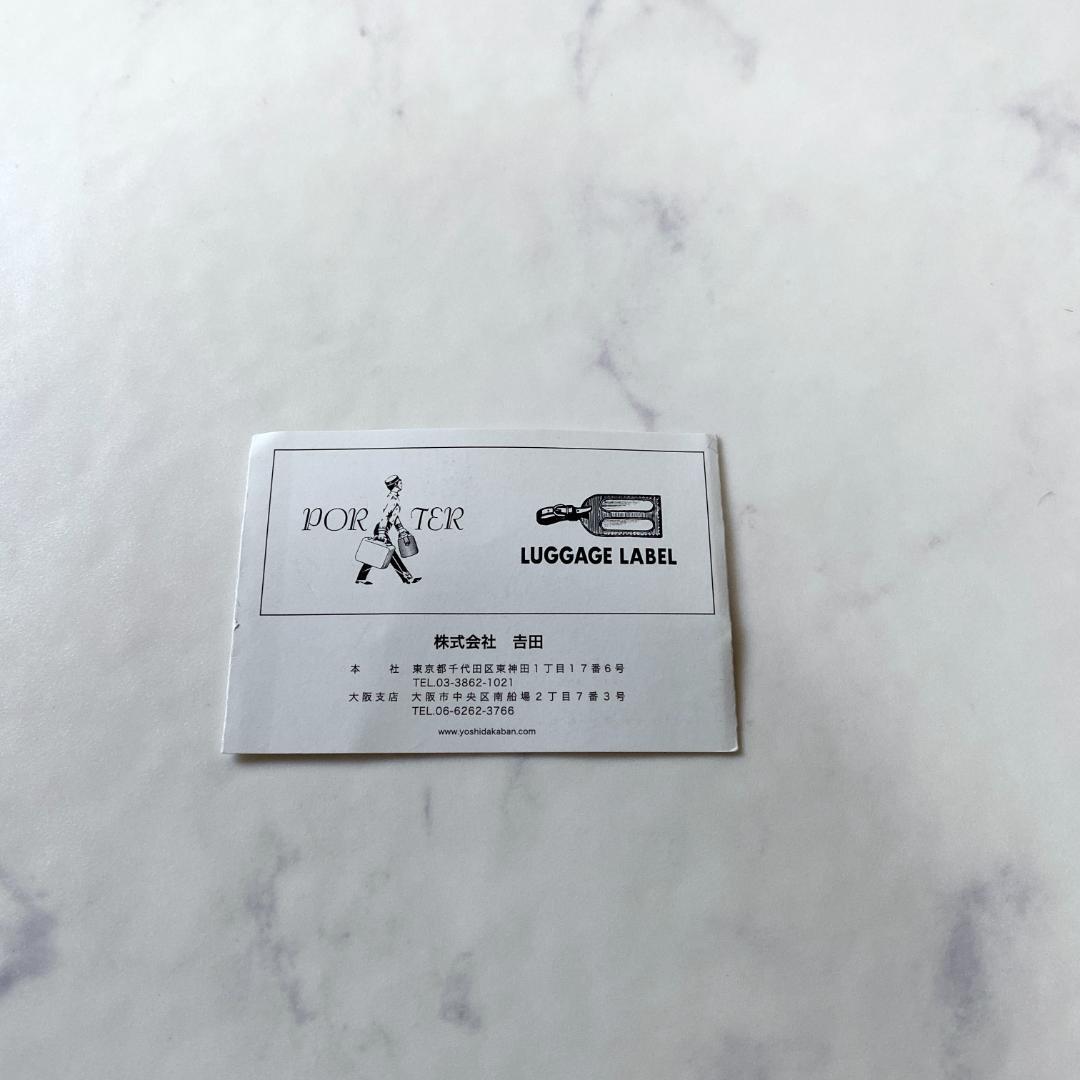 PORTER
LUGGAGE LABEL
株式会社　𠮷田
本　　社　東京都千代田区東神田１丁目１７番６号
TEL.03-3862-1021
大阪支店　大阪市中央区南船場２丁目７番３号
TEL.06-6262-3766
www.yoshidakaban.com